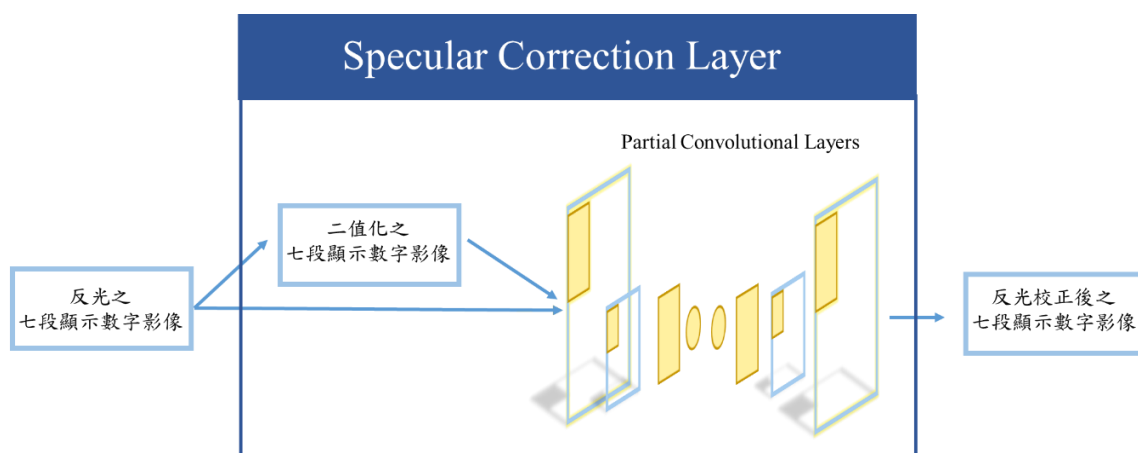 Specular Correction Layer
Partial Convolutional Layers
二值化之
七段顯示數字影像
反光之
七段顯示數字影像
反光校正後之
七段顯示數字影像